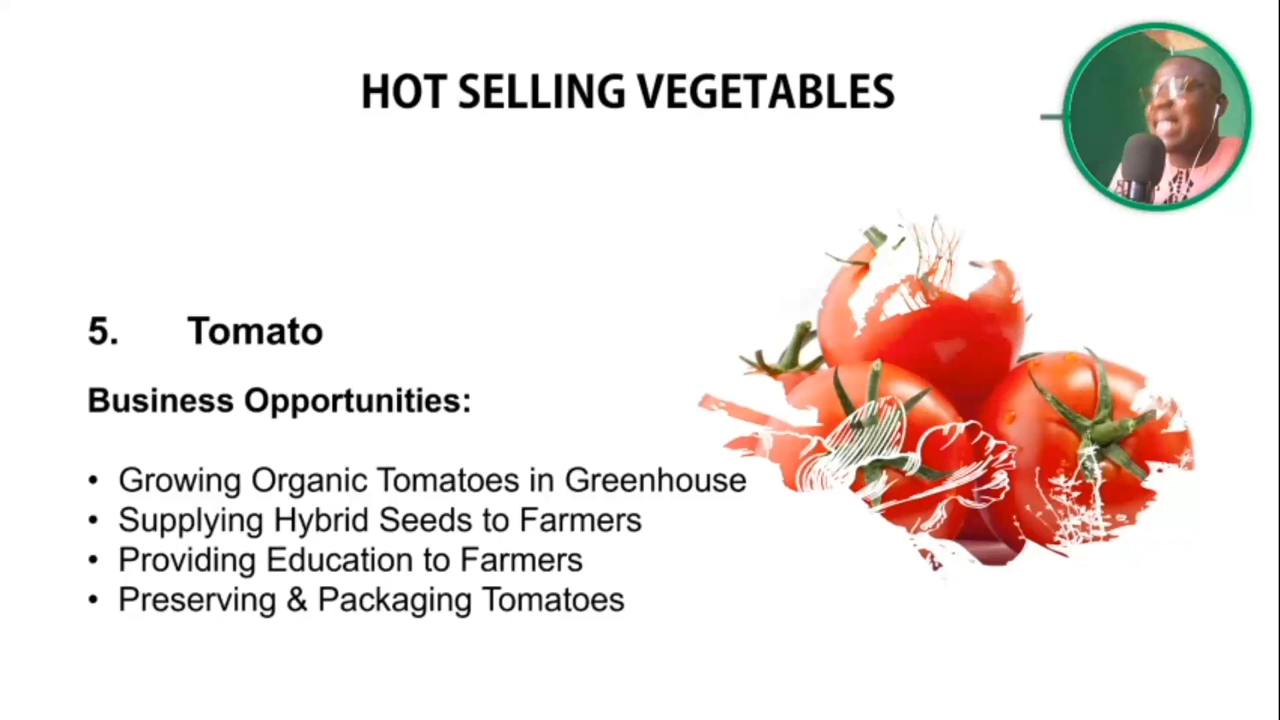 HOT SELLING VEGETABLES
5. Tomato
Business Opportunities:
• Growing Organic Tomatoes in Greenhouse
• Supplying Hybrid Seeds to Farmers
• Providing Education to Farmers
• Preserving & Packaging Tomatoes